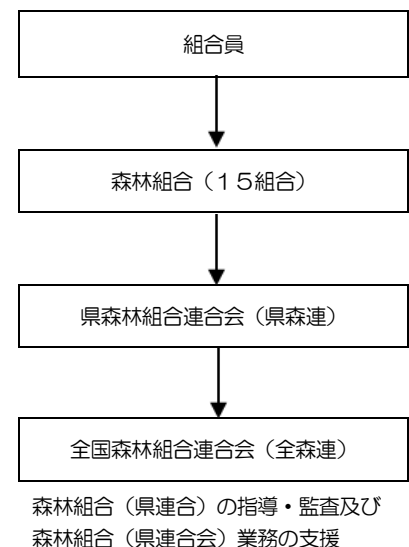 組合員
森林組合（１５組合）
県森林組合連合会（県森連）
全国森林組合連合会（全森連）
森林組合（県連合）の指導・監査及び
森林組合（県連合会）業務の支援